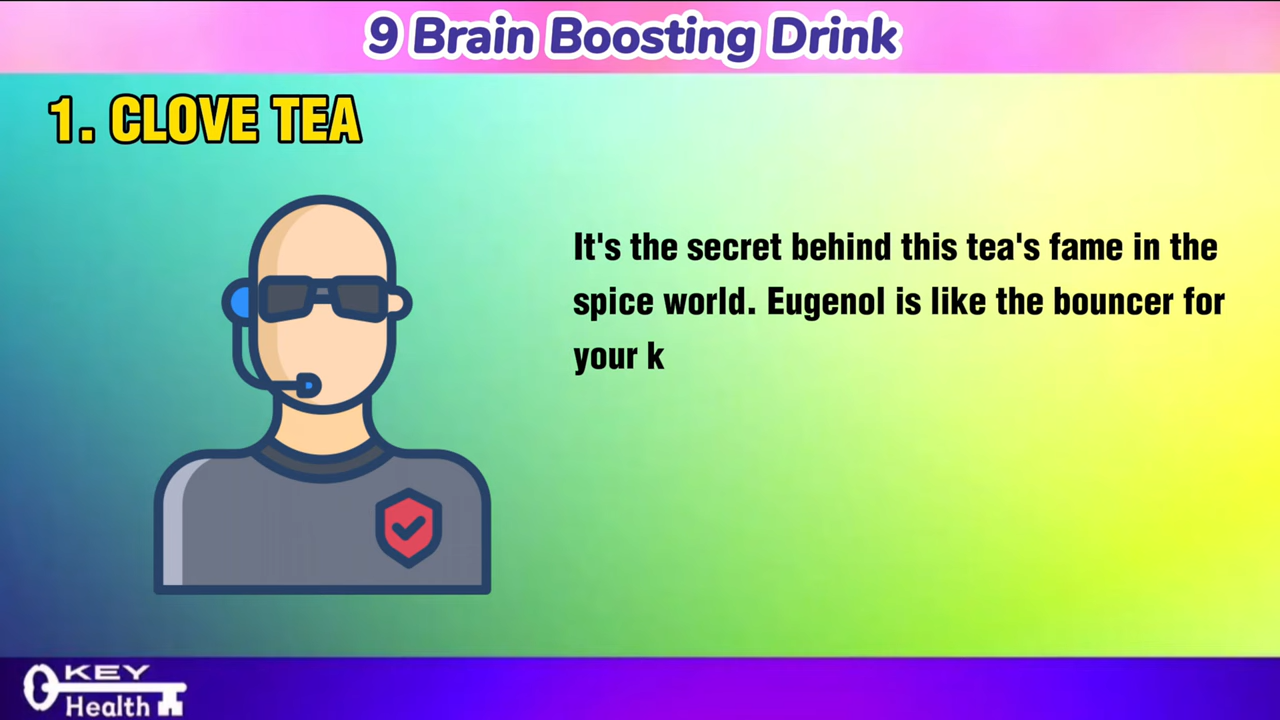 9 Brain Boosting Drink
1. CLOVE TEA
It's the secret behind this tea's fame in the
spice world. Eugenol is like the bouncer for
your k
KEY
Health